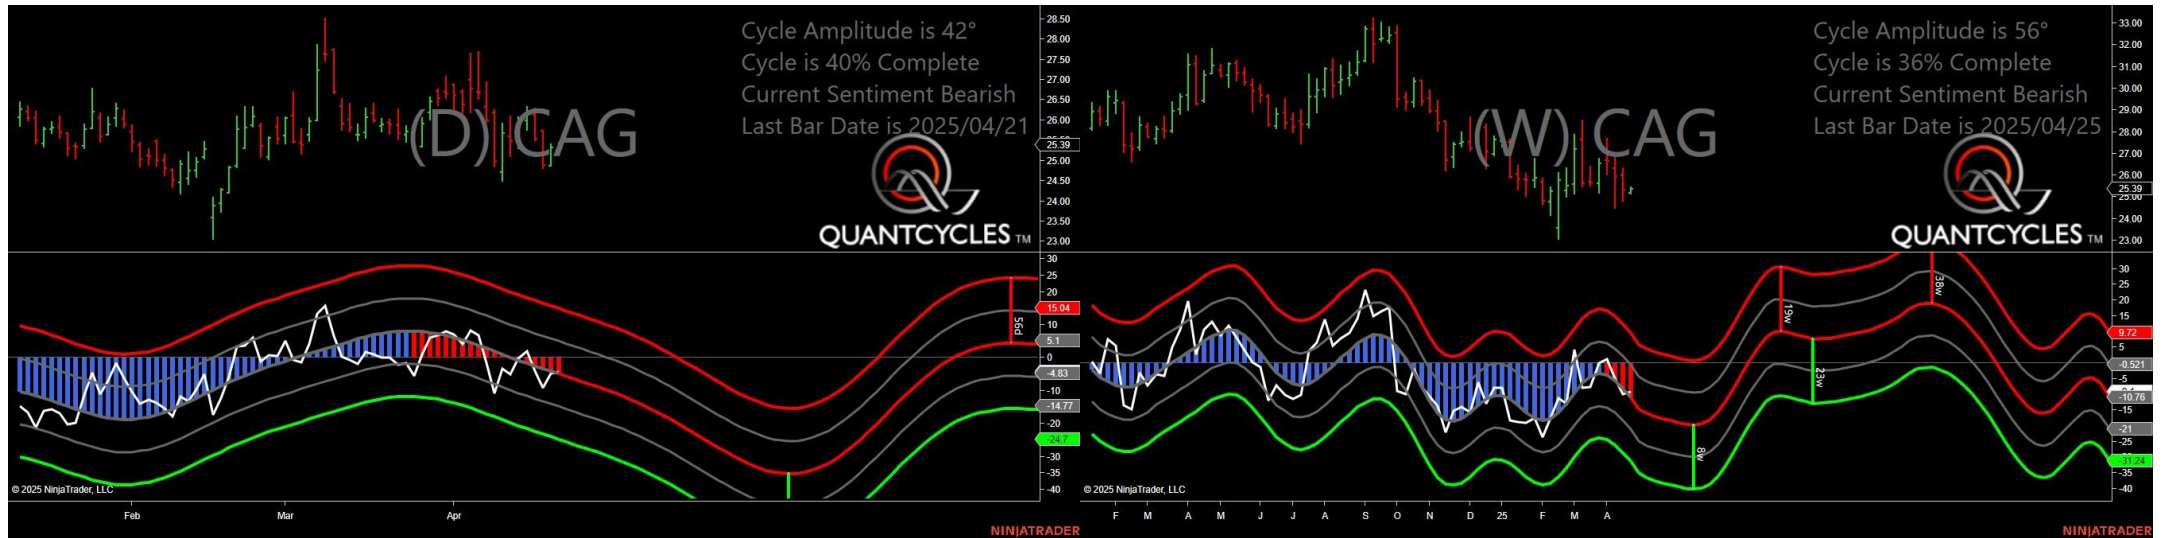 Cycle Amplitude is 42°
Cycle is 40% Complete
Current Sentiment Bearish
Last Bar Date is 2025/04/21
(D) CAG
QUANTCYCLES TM
28.50
28.00
27.50
27.00
26.50
26.00
25.39
25.00
24.50
24.00
23.50
23.00
30
25
20
15.04
10
5.1
0
-4.83
-10
-14.77
-20
-24.7
-30
-35
-40
56d
© 2025 NinjaTrader, LLC
Feb
Mar
Apr
NINJATRADER
Cycle Amplitude is 56°
Cycle is 36% Complete
Current Sentiment Bearish
Last Bar Date is 2025/04/25
(W) CAG
QUANTCYCLES TM
33.00
32.00
31.00
30.00
29.00
28.00
27.00
26.00
25.39
25.00
24.00
23.00
30
25
20
15
9.72
5
-0.521
-5
-10.76
-15
-21
-25
-31.24
-35
-40
19w
38w
23w
8w
© 2025 NinjaTrader, LLC
F
M
A
M
J
J
A
S
O
N
D
25
F
M
A
NINJATRADER